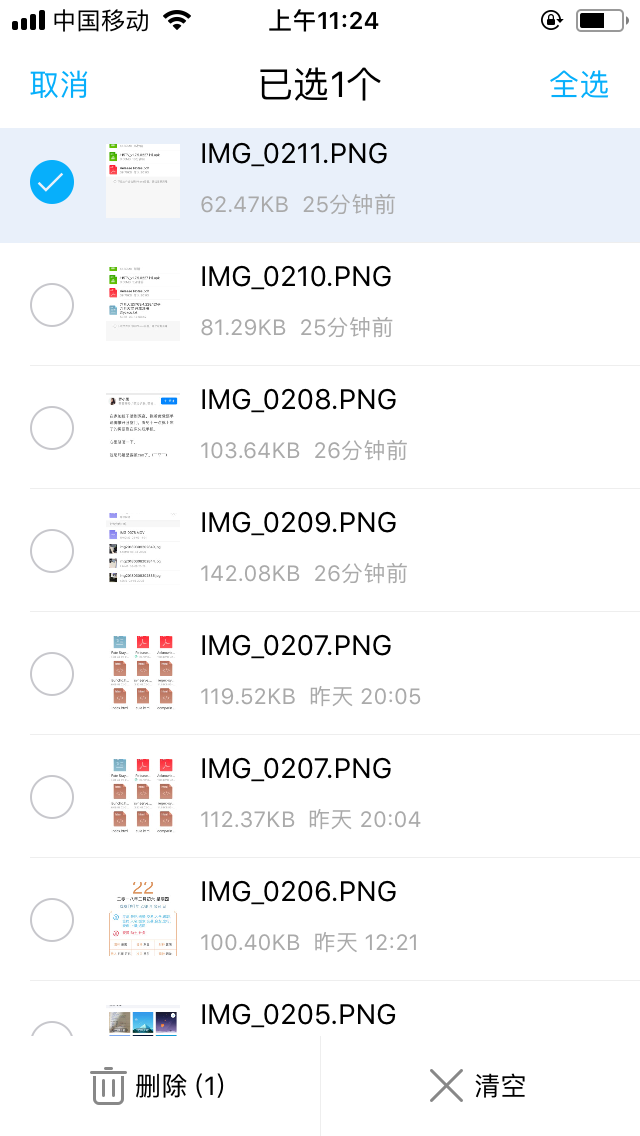 中国移动
上午11:24
取消
已选1个
全选
IMG_0211.PNG
62.47KB 25分钟前
IMG_0210.PNG
81.29KB 25分钟前
IMG_0208.PNG
103.64KB 26分钟前
IMG_0209.PNG
142.08KB 26分钟前
IMG_0207.PNG
119.52KB 昨天 20:05
IMG_0207.PNG
112.37KB 昨天 20:04
22
IMG_0206.PNG
100.40KB 昨天 12:21
IMG_0205.PNG
删除 (1)
清空